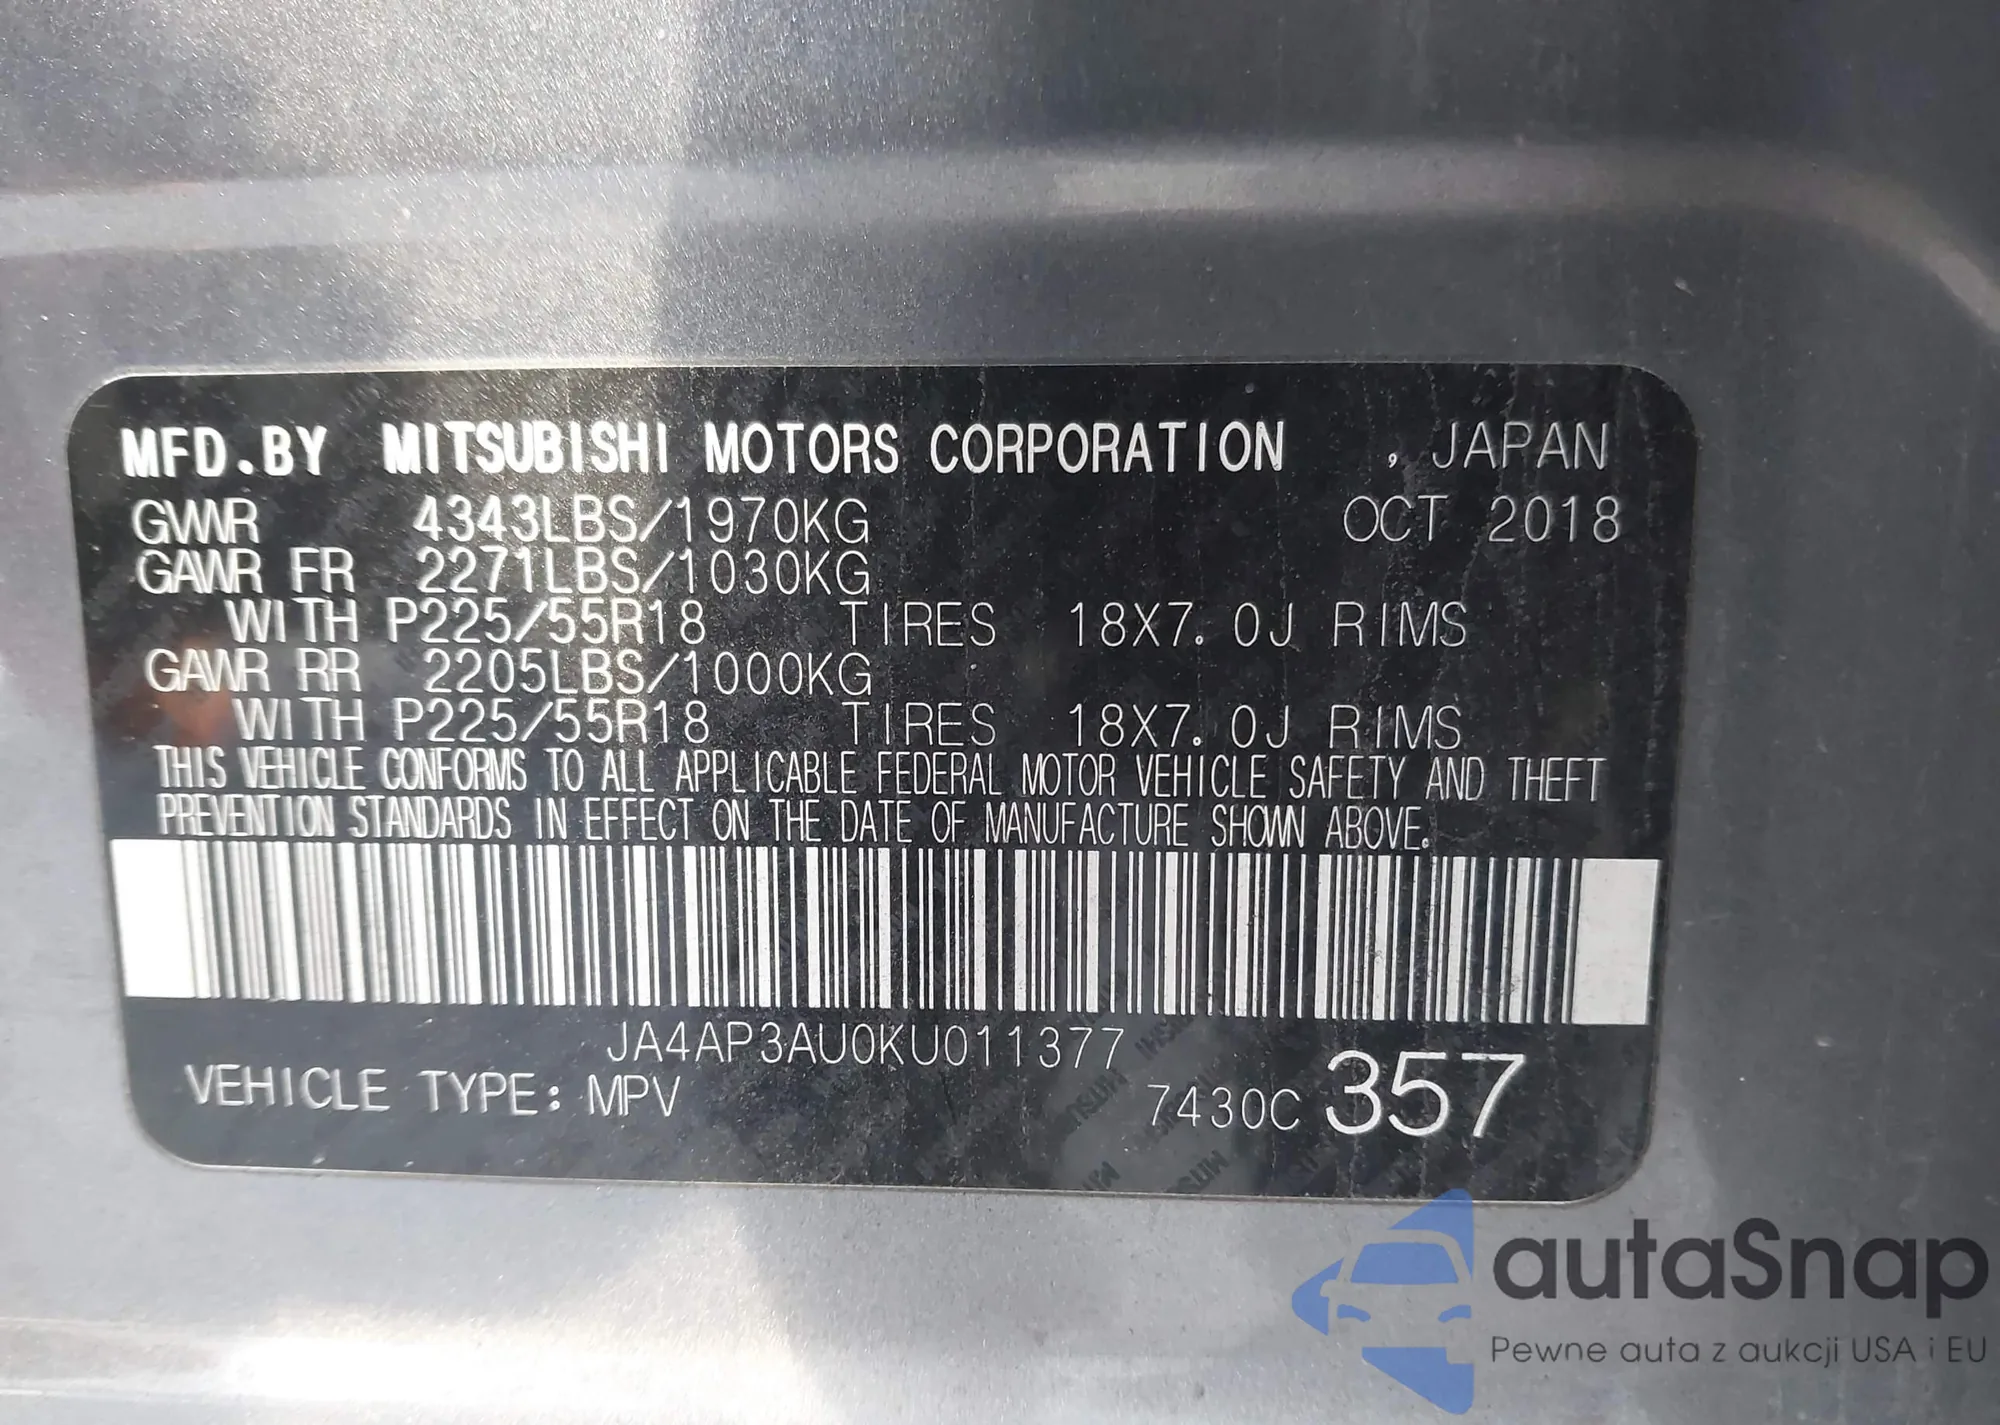 MFD.BY MITSUBISHI MOTORS CORPORATION , JAPAN
GVWR 4343LBS/1970KG OCT 2018
GAWR FR 2271LBS/1030KG
WITH P225/55R18 TIRES 18X7.0J RIMS
GAWR RR 2205LBS/1000KG
WITH P225/55R18 TIRES 18X7.0J RIMS
THIS VEHICLE CONFORMS TO ALL APPLICABLE FEDERAL MOTOR VEHICLE SAFETY AND THEFT
PREVENTION STANDARDS IN EFFECT ON THE DATE OF MANUFACTURE SHOWN ABOVE.
JA4AP3AU0KU011377
VEHICLE TYPE: MPV 7430C 357
autaSnap
Pewne auta z aukcji USA i EU